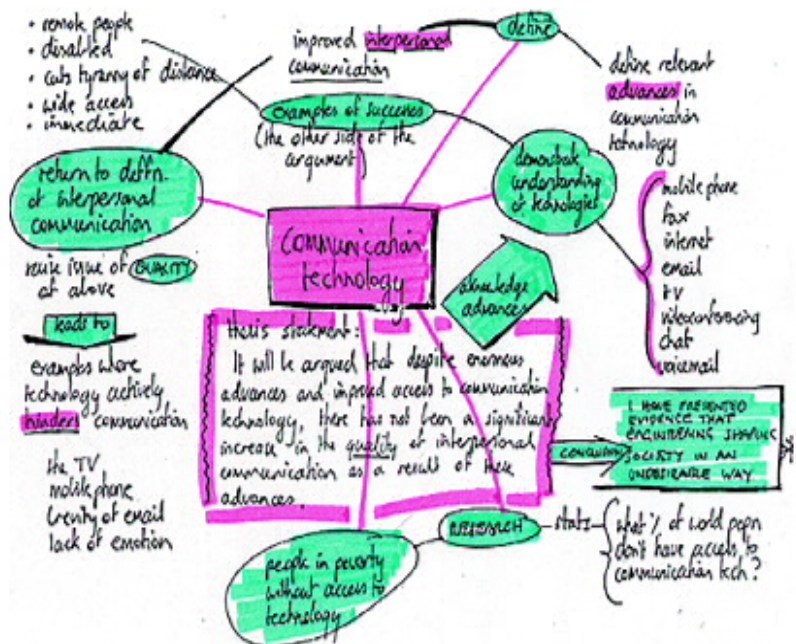 • remote people
• disabled
• cuts tyranny of distance
• wide access
• immediate
improved interpersonal
communication
define
define relevant
advances in
communication
technology
examples of successes
(the other side of the
argument)
return to deffn.
of interpersonal
communication
demonstrate
understanding
of technologies
mobile phone
fax
internet
email
TV
videoconferencing
chat
voicemail
communication
technology
issue of QUALITY
of above
aknowledge
advances
leads to
examples where
technology actively
hinders communication
the TV
mobile phone
brevity of email
lack of emotion
thesis statement:
It will be argued that despite enormous
advances and improved access to communication
technology, there has not been a significant
increase in the quality of interpersonal
communication as a result of these
advances.
CONCLUSION
I HAVE PRESENTED
EVIDENCE THAT
ENGINEERING SHAPING
SOCIETY IN AN
UNDESIRABLE WAY
people in poverty
without access to
technology
RESEARCH
stats
what % of world popn
don't have access to
communication tech?